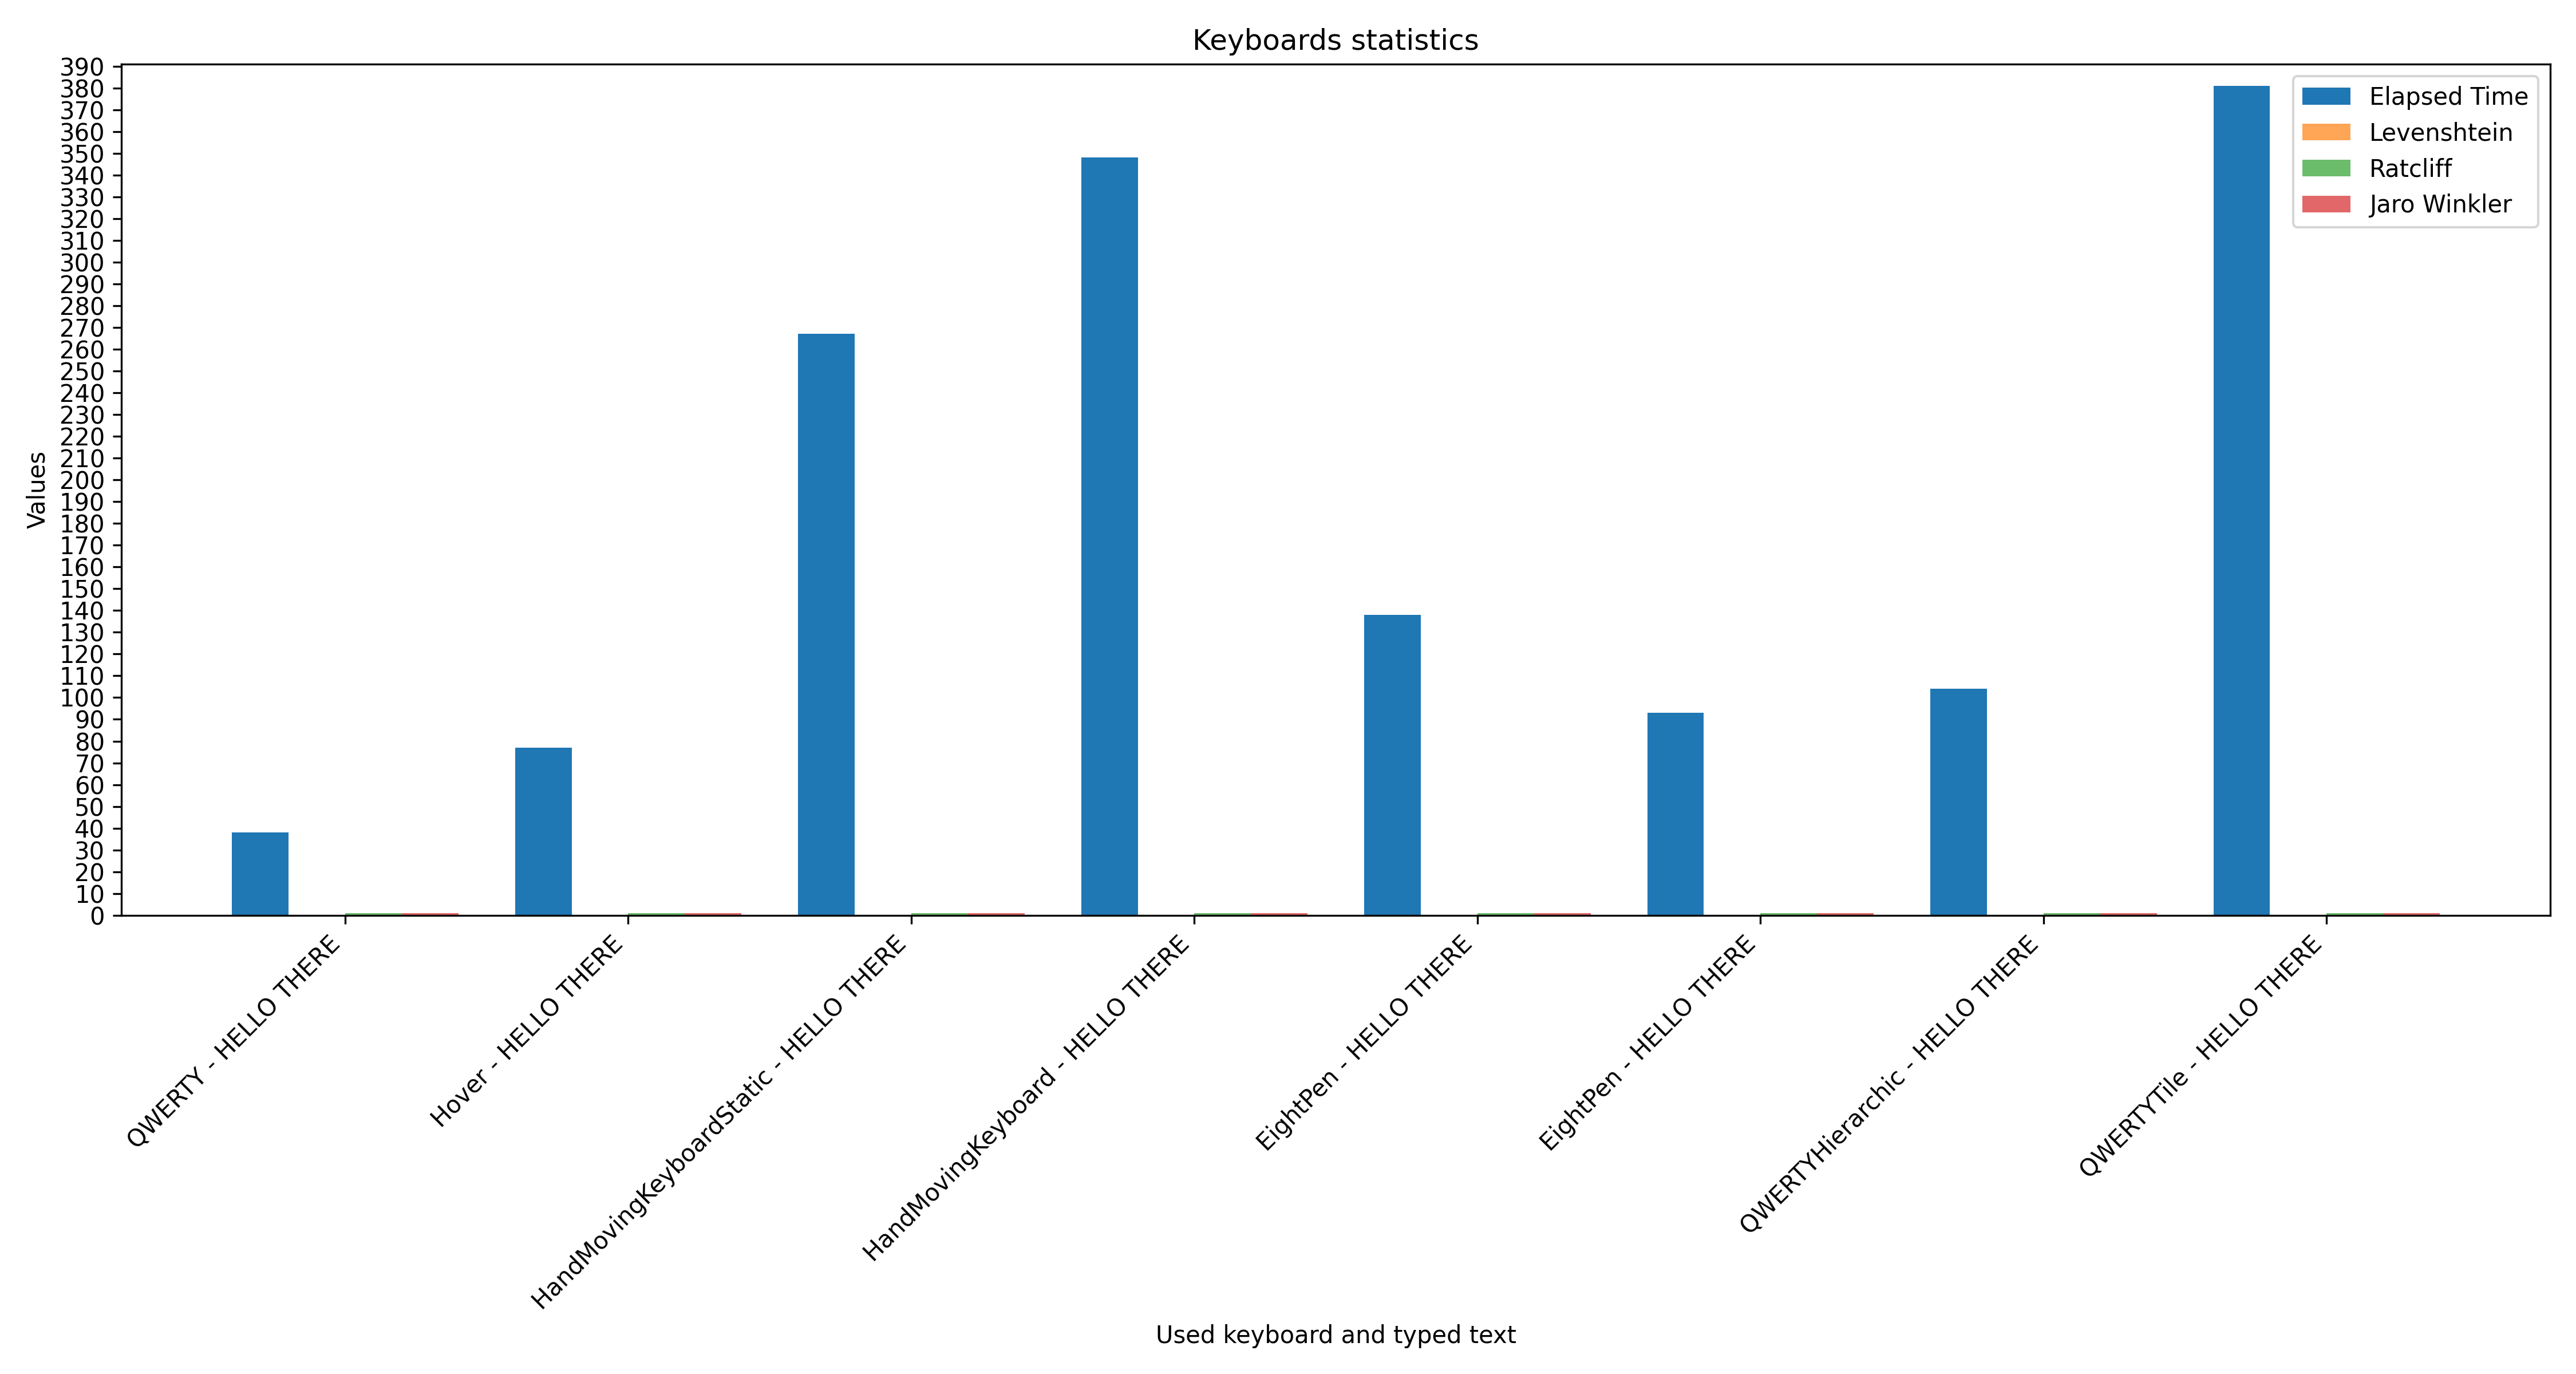 Keyboards statistics
390
380
370
360
350
340
330
320
310
300
290
280
270
260
250
240
230
220
210
200
190
180
170
160
150
140
130
120
110
100
90
80
70
60
50
40
30
20
10
0
Values
Elapsed Time
Levenshtein
Ratcliff
Jaro Winkler
QWERTY - HELLO THERE
Hover - HELLO THERE
HandMovingKeyboardStatic - HELLO THERE
HandMovingKeyboard - HELLO THERE
EightPen - HELLO THERE
EightPen - HELLO THERE
QWERTYHierarchic - HELLO THERE
QWERTYTile - HELLO THERE
Used keyboard and typed text